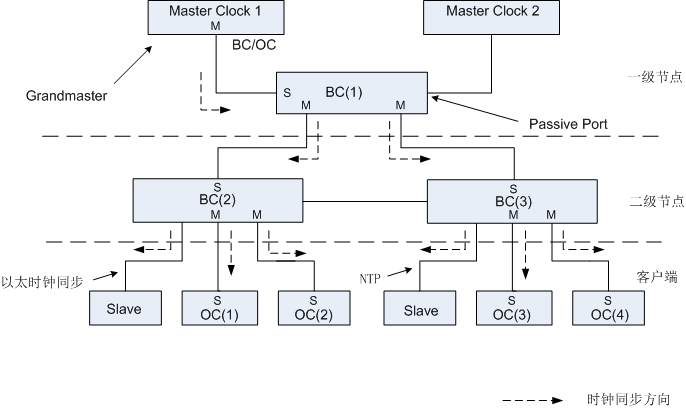 Master Clock 1
M
Master Clock 2
BC/OC
Grandmaster
一级节点
S
BC(1)
M
M
Passive Port
S
BC(2)
M
M
S
BC(3)
M
M
二级节点
以太时钟同步
NTP
客户端
Slave
S
OC(1)
S
OC(2)
Slave
S
OC(3)
S
OC(4)
时钟同步方向